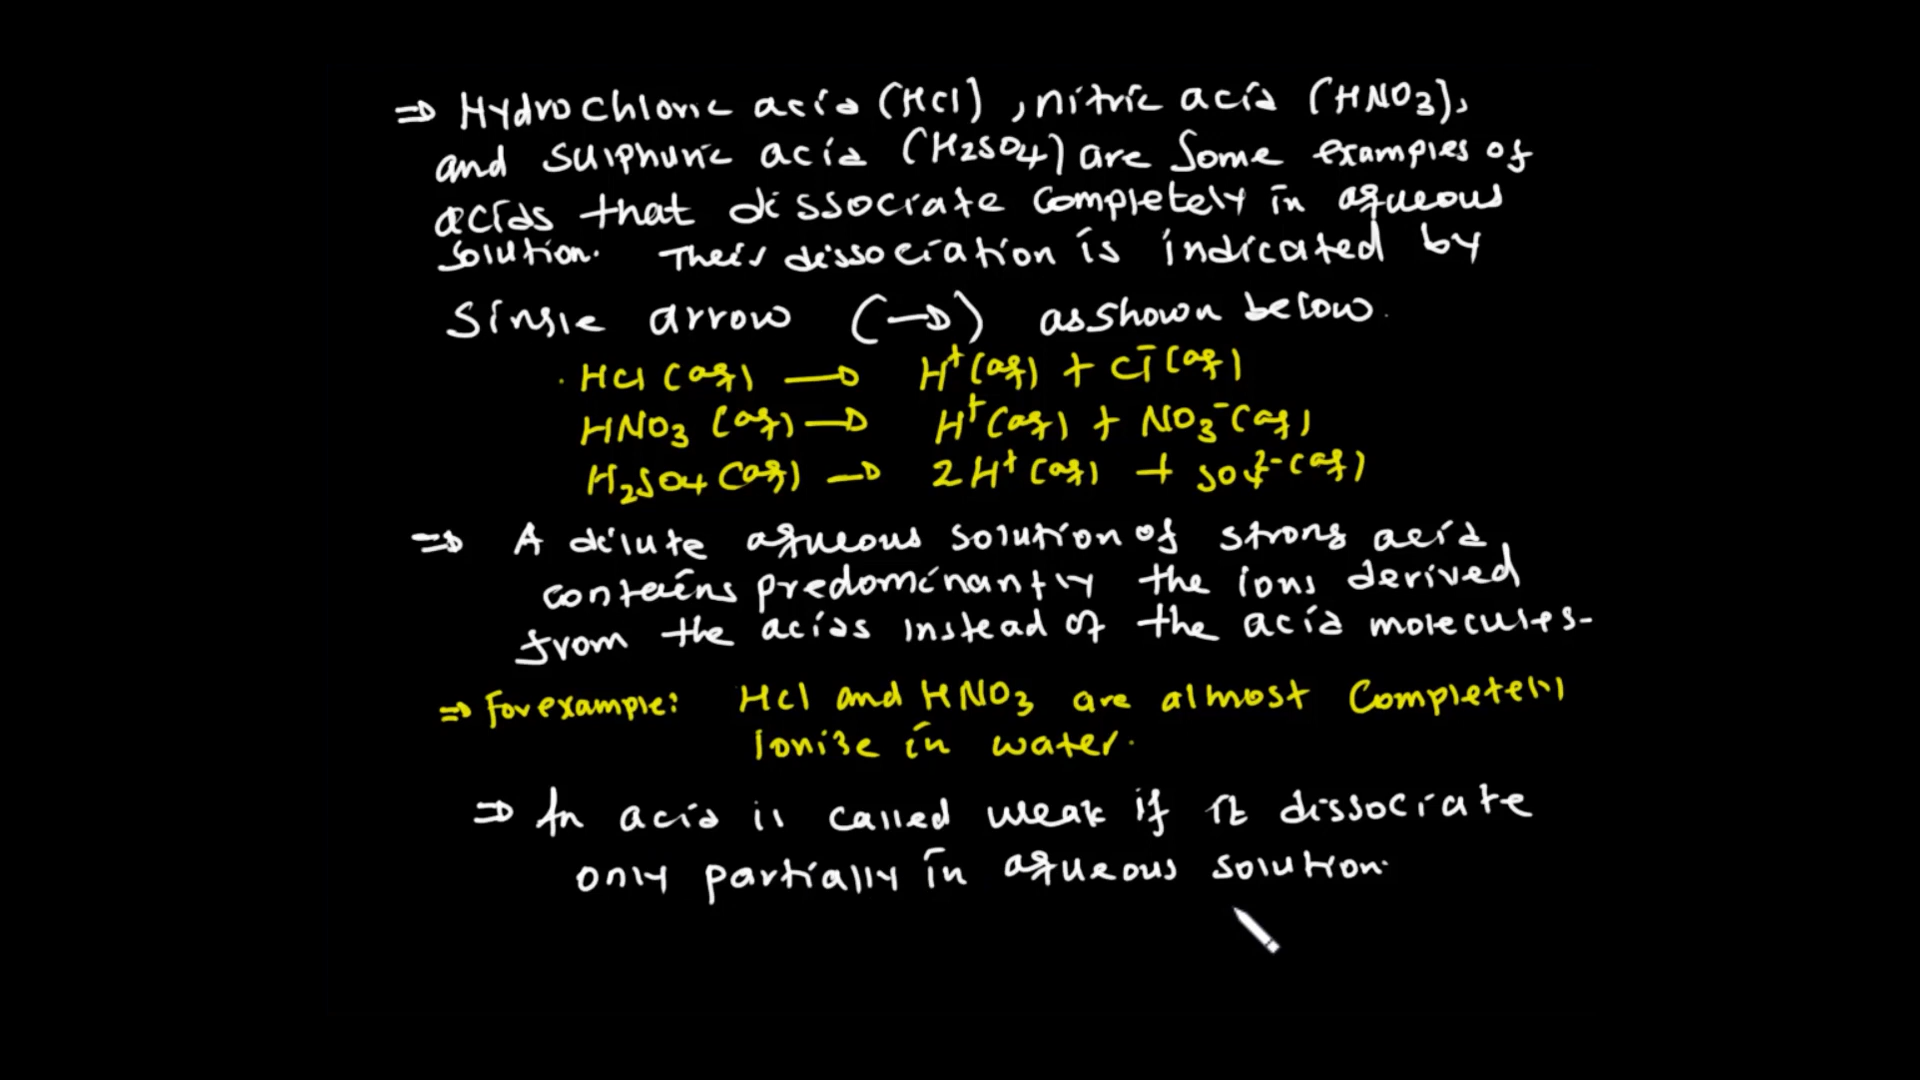 ⇒ Hydrochloric acid (HCl), nitric acid (HNO3),
and sulphuric acid (H2SO4) are some examples of
acids that dissociate completely in aqueous
solution. Their dissociation is indicated by
single arrow (→) as shown below.
HCl (aq) → H⁺(aq) + Cl⁻(aq)
HNO3 (aq) → H⁺(aq) + NO3⁻(aq)
H2SO4 (aq) → 2H⁺(aq) + SO4²⁻(aq)
⇒ A dilute aqueous solution of strong acid
contains predominantly the ions derived
from the acids instead of the acid molecules-
⇒ For example: HCl and HNO3 are almost completely
Ionize in water.
⇒ An acid is called weak if it dissociate
only partially in aqueous solution.